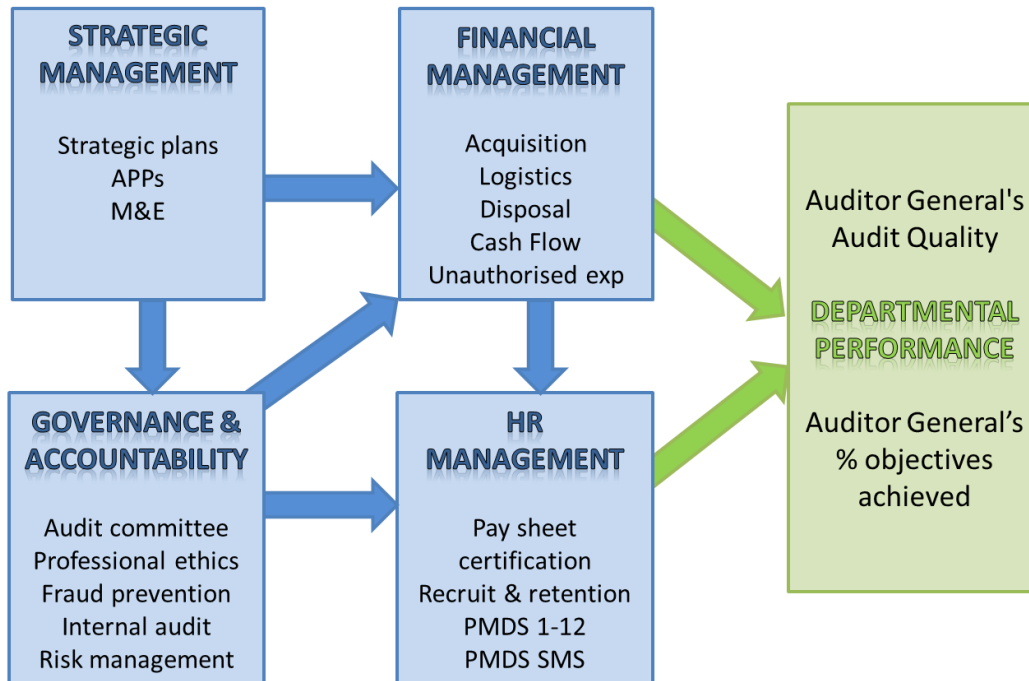 STRATEGIC
MANAGEMENT
Strategic plans
APPs
M&E
FINANCIAL
MANAGEMENT
Acquisition
Logistics
Disposal
Cash Flow
Unauthorised exp
GOVERNANCE &
ACCOUNTABILITY
Audit committee
Professional ethics
Fraud prevention
Internal audit
Risk management
HR
MANAGEMENT
Pay sheet
certification
Recruit & retention
PMDS 1-12
PMDS SMS
Auditor General's
Audit Quality
DEPARTMENTAL
PERFORMANCE
Auditor General’s
% objectives
achieved